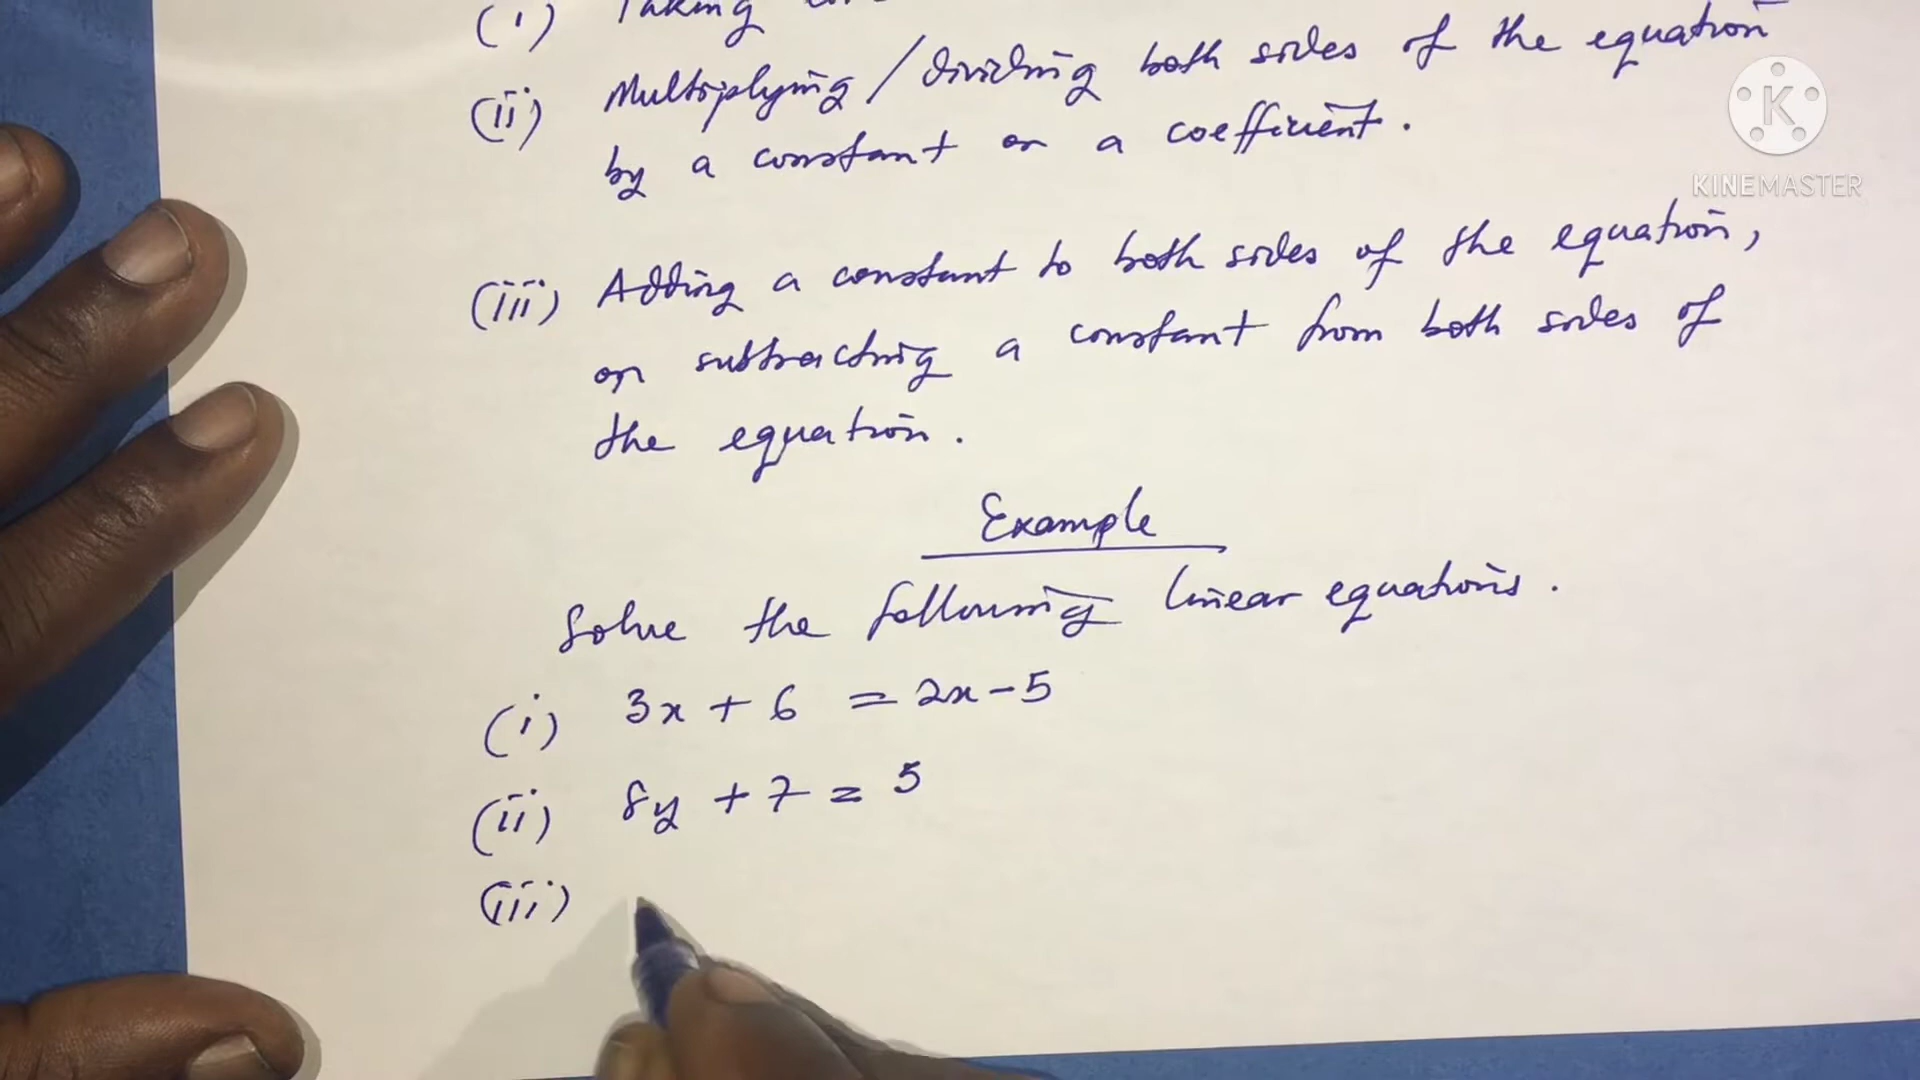 (i) Taking
(ii) Multiplying/dividing both sides of the equation
by a constant or a coefficient.
(iii) Adding a constant to both sides of the equation,
or subtracting a constant from both sides of
the equation.
Example
Solve the following linear equations.
(i) 3x + 6 = 2x - 5
(ii) 8y + 7 = 5
(iii)
K
KINEMASTER